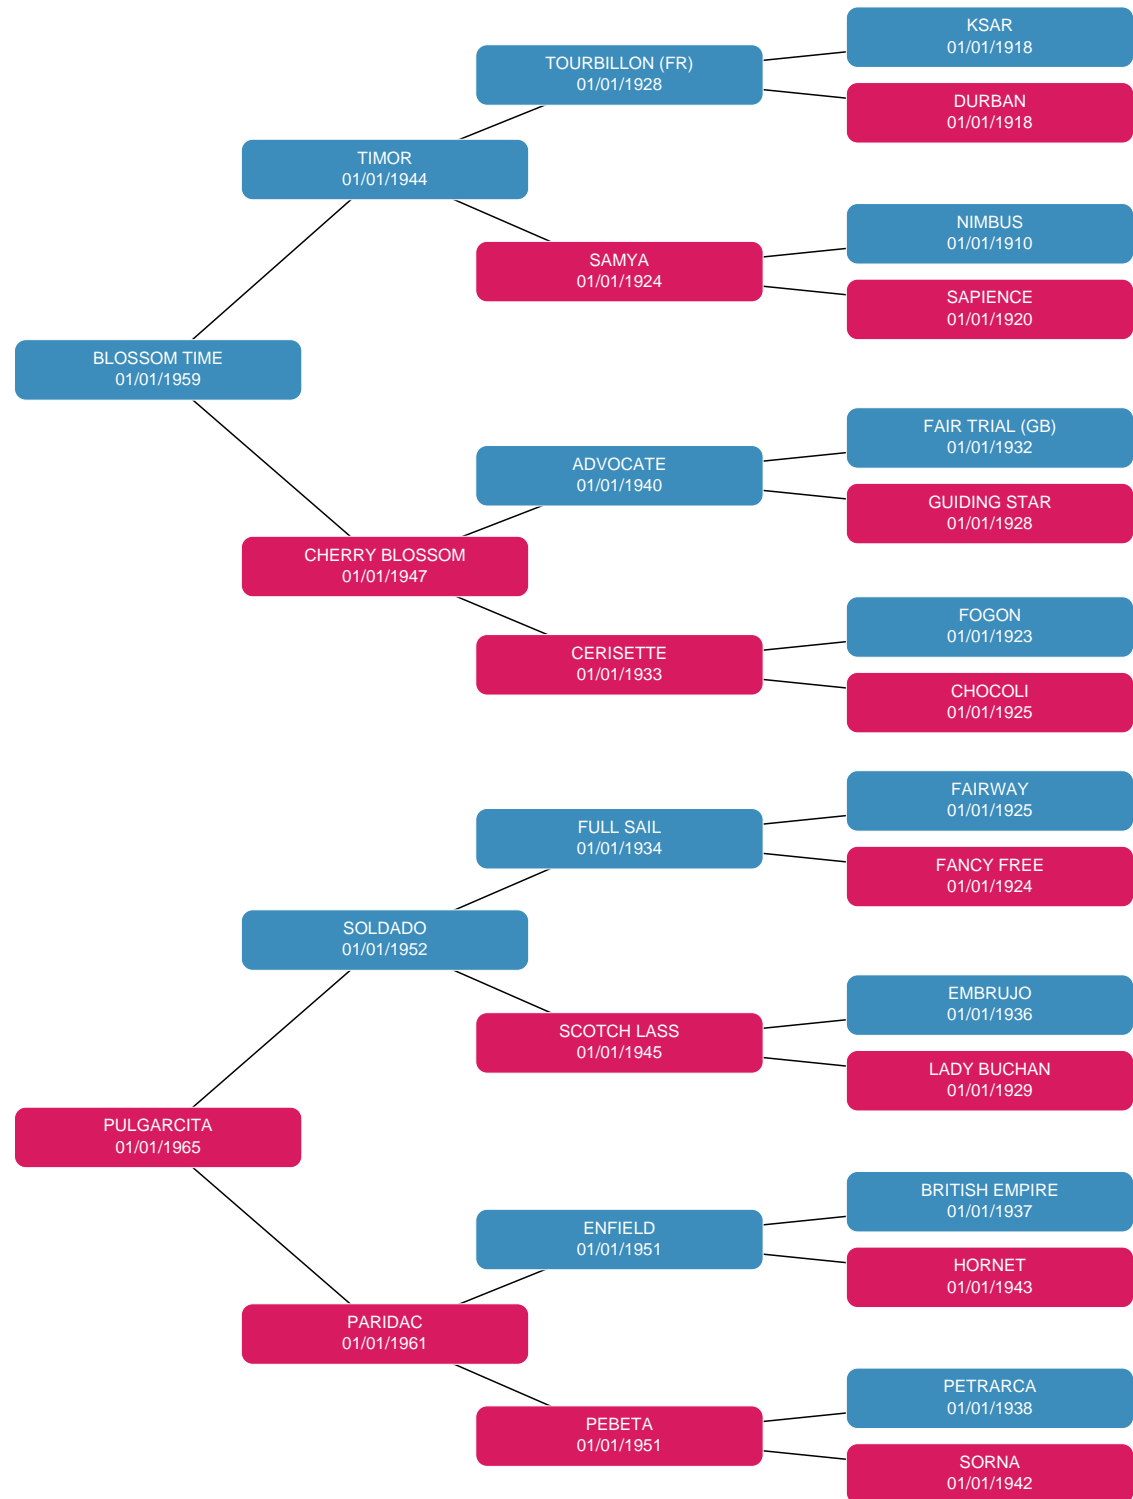 KSAR
01/01/1918
TOURBILLON (FR)
01/01/1928
DURBAN
01/01/1918
TIMOR
01/01/1944
NIMBUS
01/01/1910
SAMYA
01/01/1924
SAPIENCE
01/01/1920
BLOSSOM TIME
01/01/1959
FAIR TRIAL (GB)
01/01/1932
ADVOCATE
01/01/1940
GUIDING STAR
01/01/1928
CHERRY BLOSSOM
01/01/1947
FOGON
01/01/1923
CERISETTE
01/01/1933
CHOCOLI
01/01/1925
FAIRWAY
01/01/1925
FULL SAIL
01/01/1934
FANCY FREE
01/01/1924
SOLDADO
01/01/1952
EMBRUJO
01/01/1936
SCOTCH LASS
01/01/1945
LADY BUCHAN
01/01/1929
PULGARCITA
01/01/1965
BRITISH EMPIRE
01/01/1937
ENFIELD
01/01/1951
HORNET
01/01/1943
PARIDAC
01/01/1961
PETRARCA
01/01/1938
PEBETA
01/01/1951
SORNA
01/01/1942